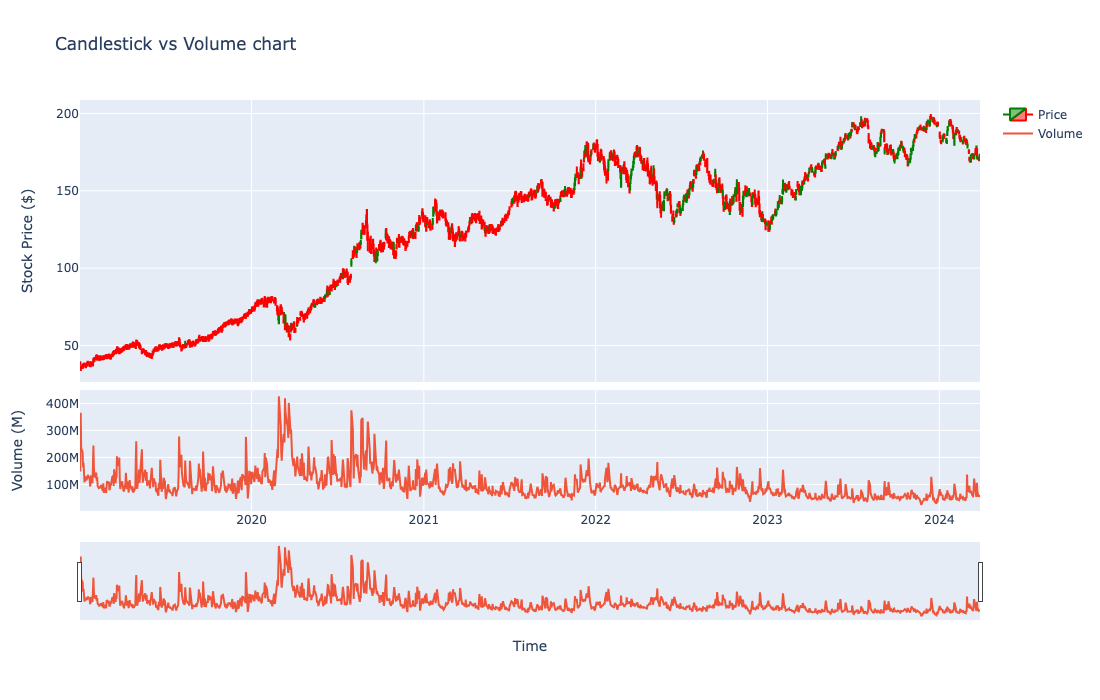 Candlestick vs Volume chart
Price
Volume
200
150
100
50
Stock Price ($)
400M
300M
200M
100M
Volume (M)
2020
2021
2022
2023
2024
Time